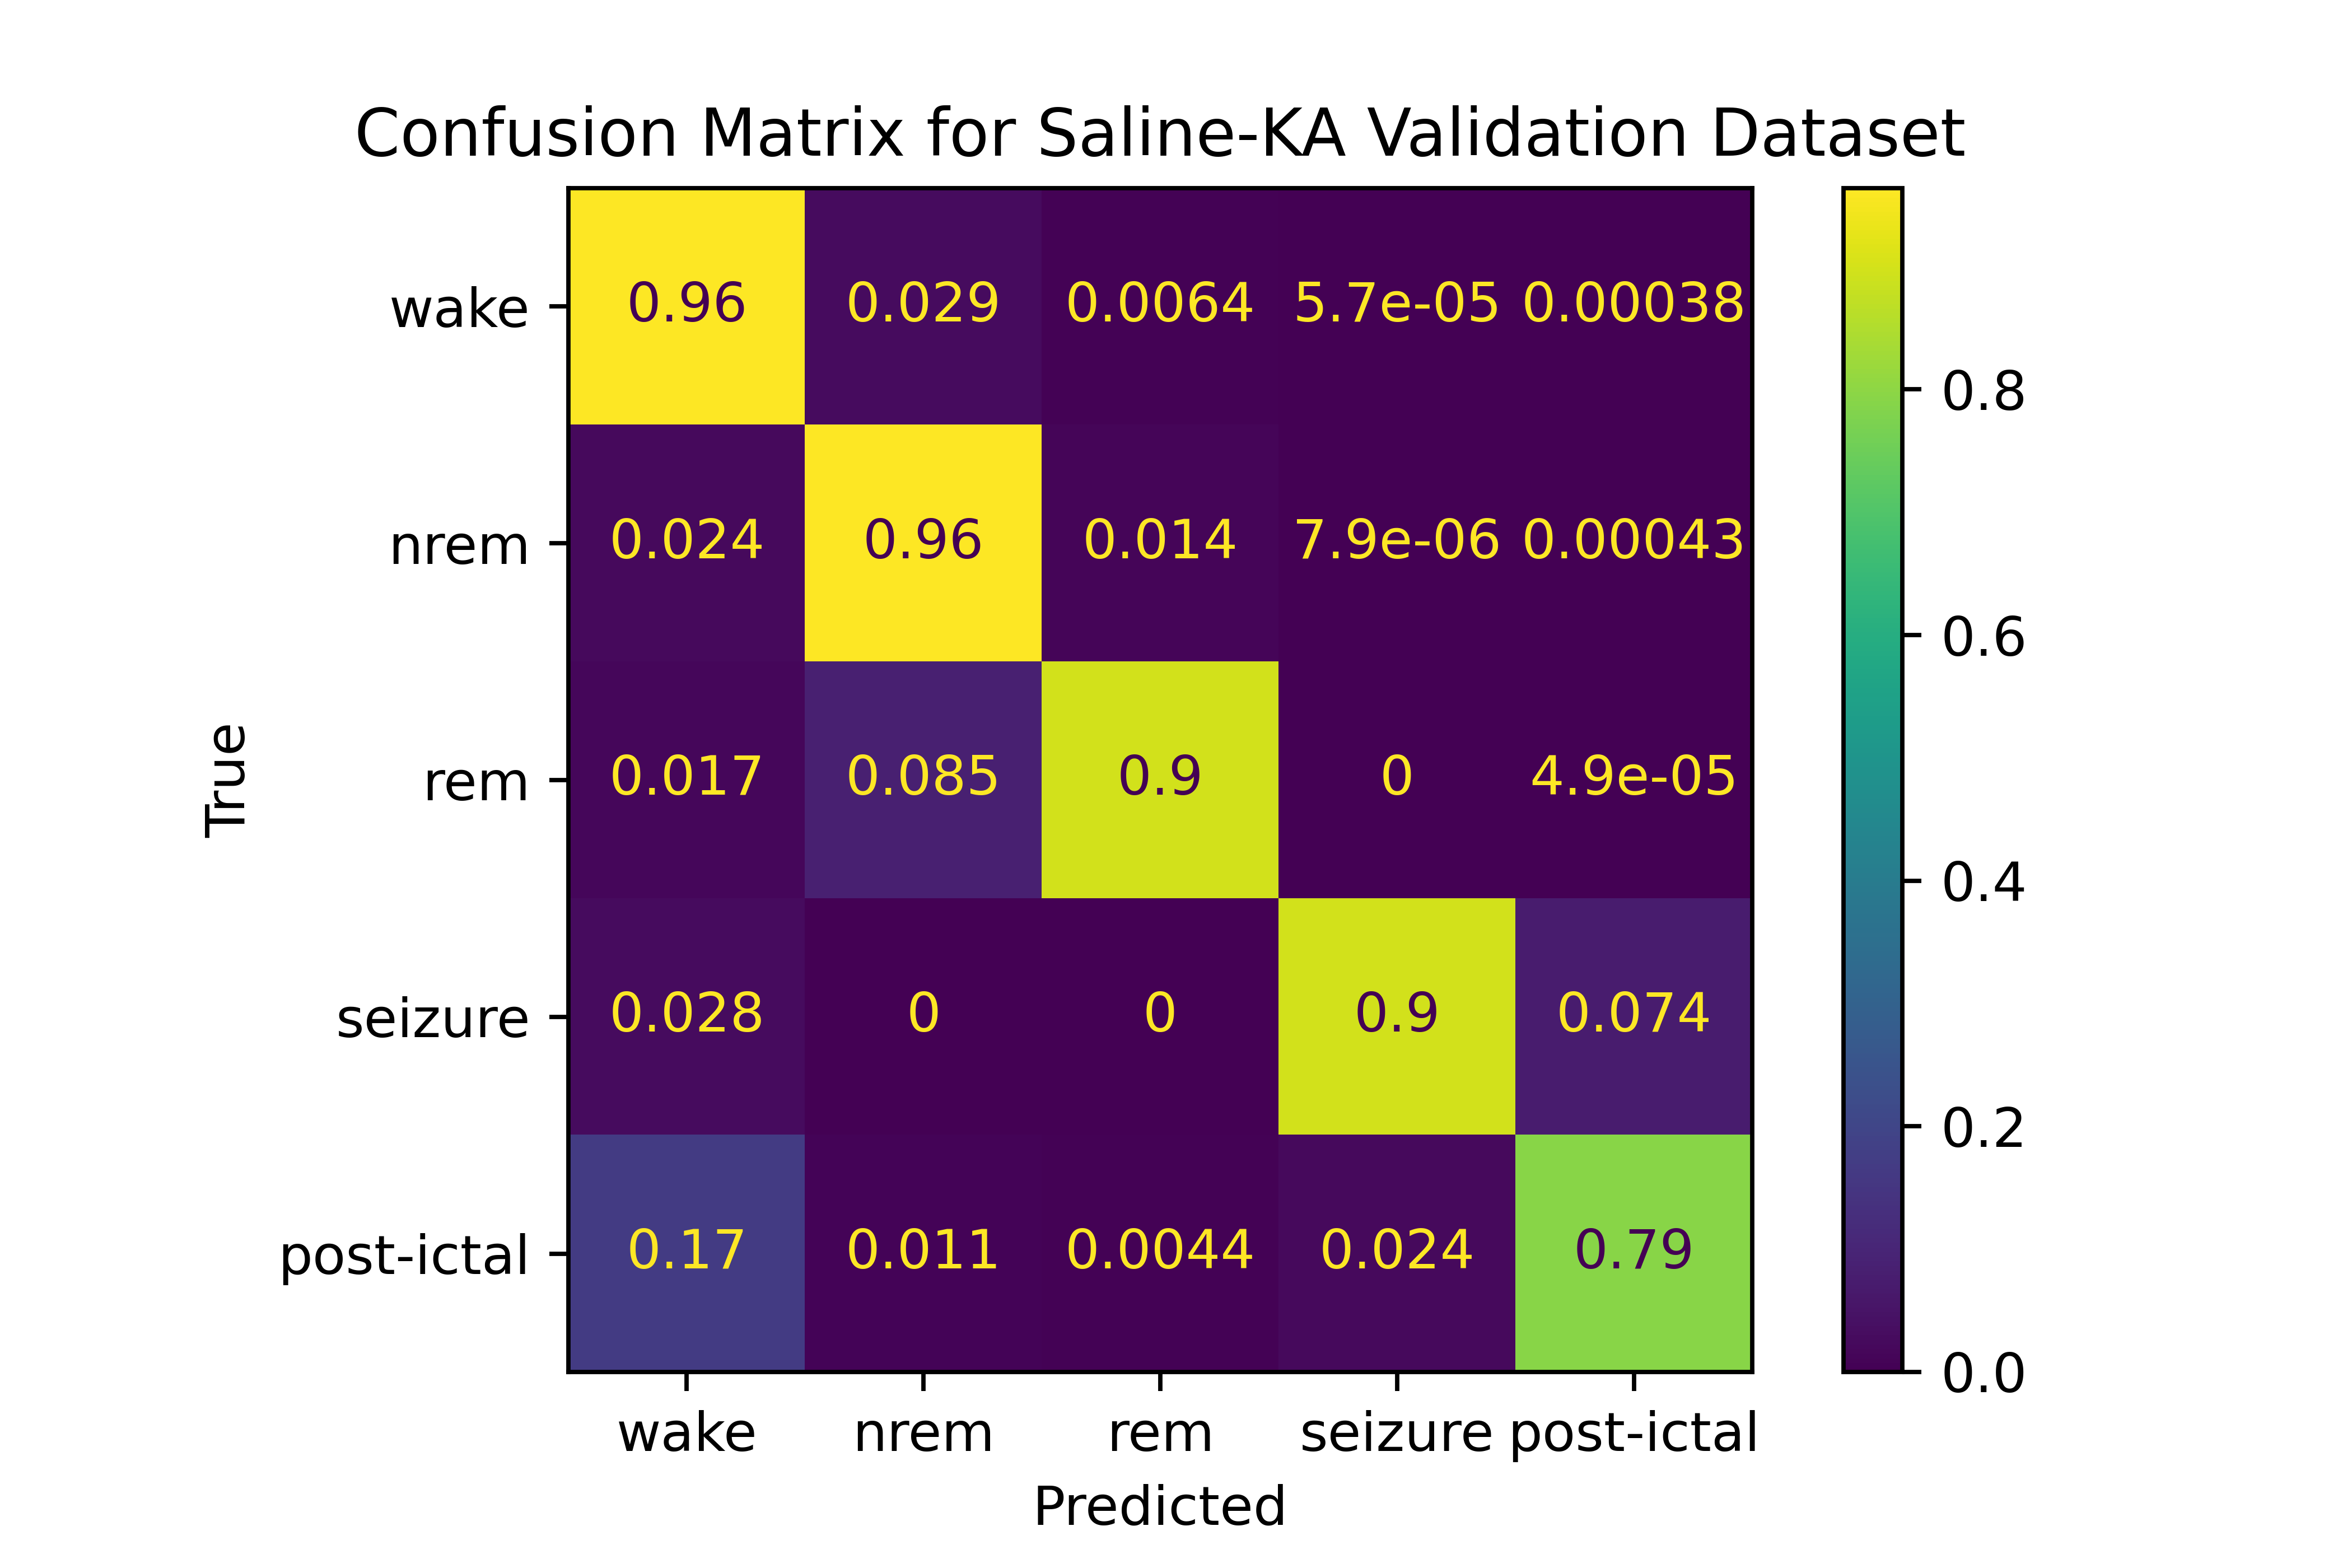 Confusion Matrix for Saline-KA Validation Dataset
wake 0.96 0.029 0.0064 5.7e-05 0.00038
nrem 0.024 0.96 0.014 7.9e-06 0.00043
rem 0.017 0.085 0.9 0 4.9e-05
seizure 0.028 0 0 0.9 0.074
post-ictal 0.17 0.011 0.0044 0.024 0.79
wake nrem rem seizure post-ictal
Predicted
True
0.8
0.6
0.4
0.2
0.0